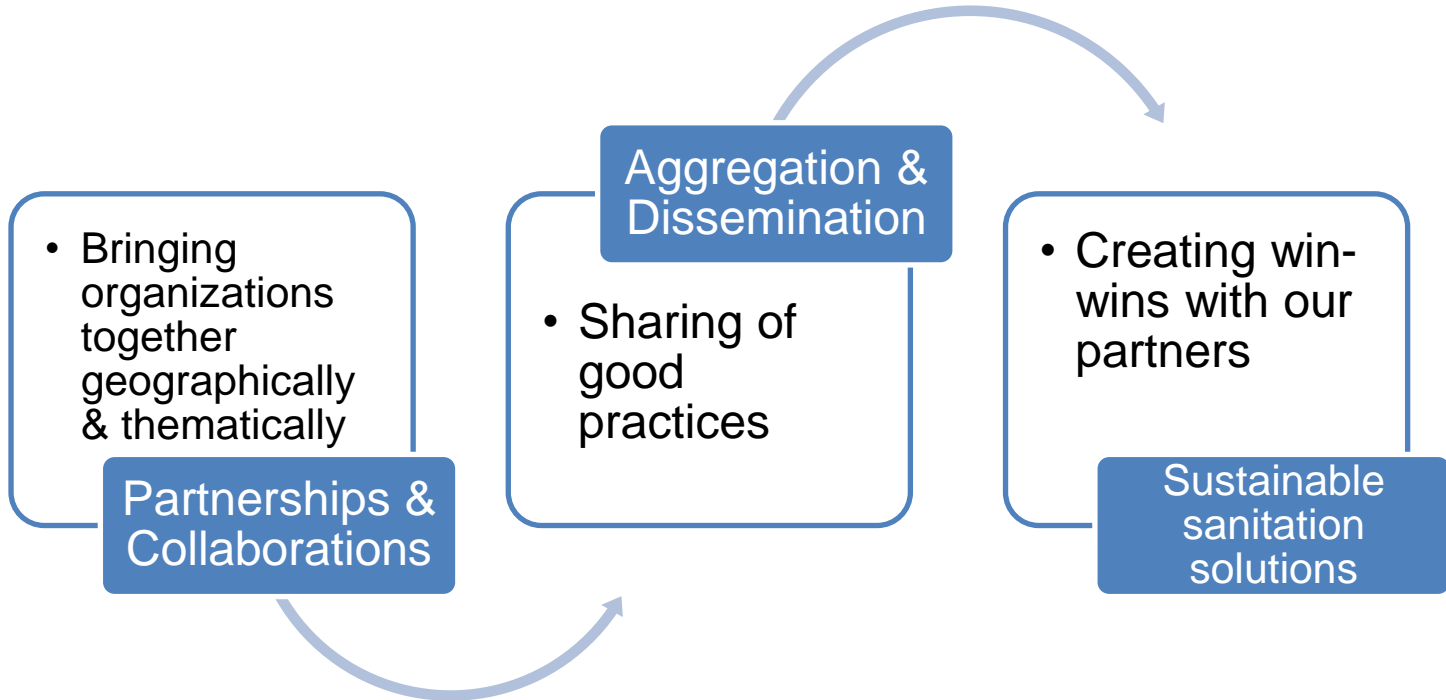 • Bringing
organizations
together
geographically
& thematically
Partnerships &
Collaborations
Aggregation &
Dissemination
• Sharing of
good
practices
• Creating win-
wins with our
partners
Sustainable
sanitation
solutions